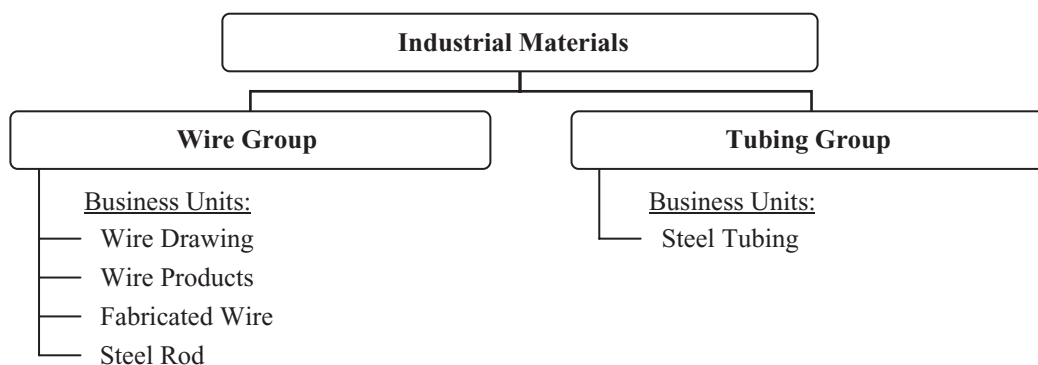 Industrial Materials
Wire Group
Tubing Group
Business Units:
Wire Drawing
Wire Products
Fabricated Wire
Steel Rod
Business Units:
Steel Tubing